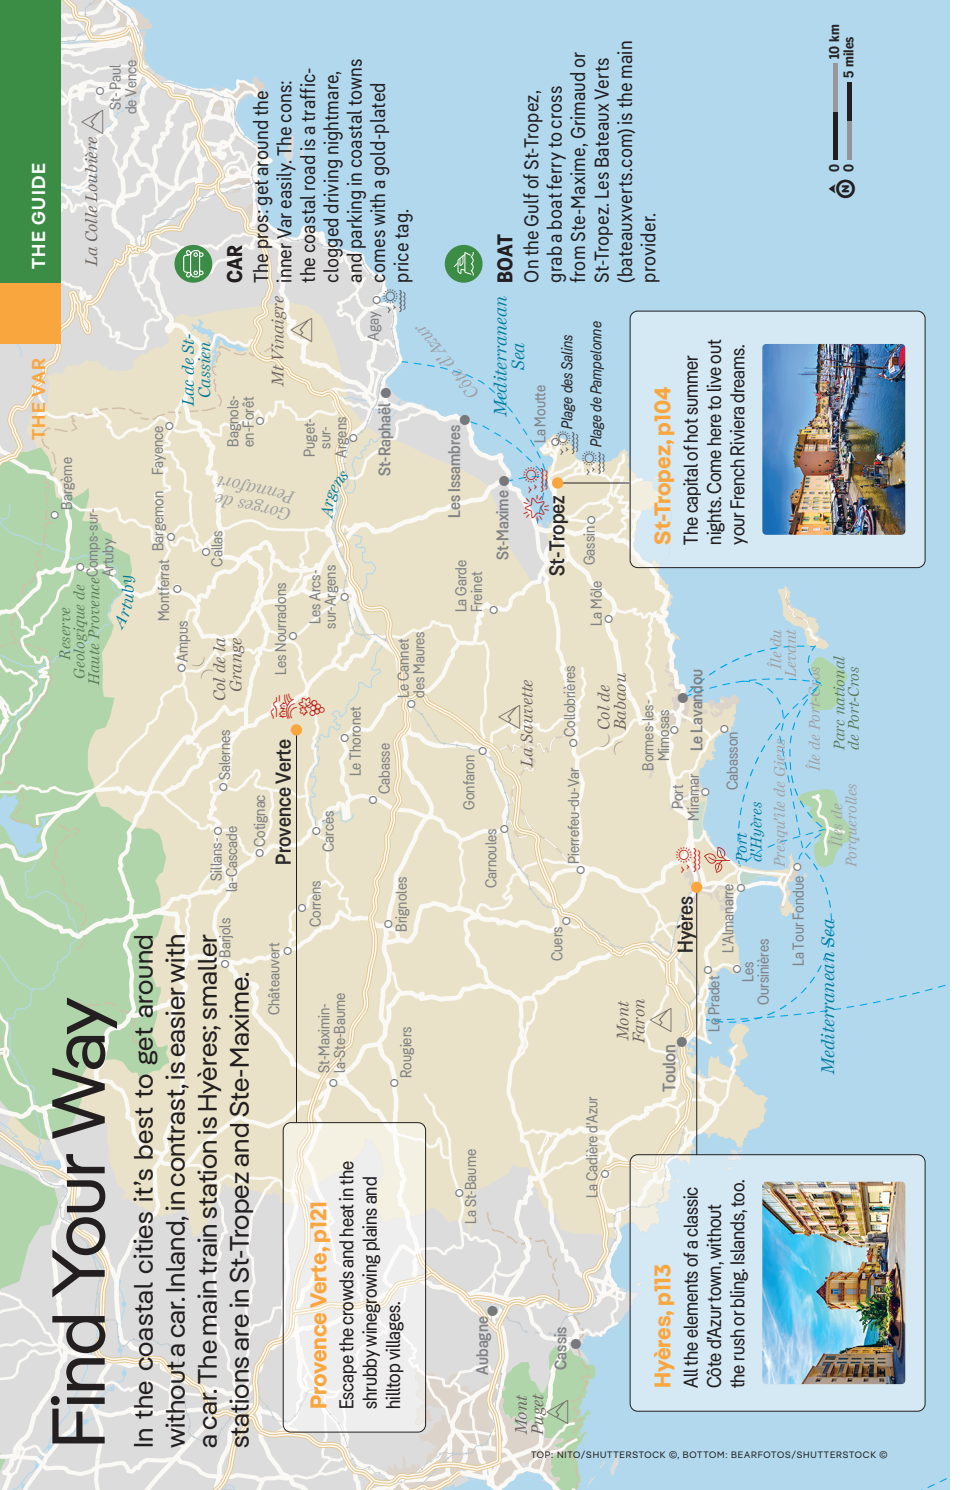 THE VAR
THE GUIDE
Find Your Way
In the coastal cities it's best to get around
without a car. Inland, in contrast, is easier with
a car. The main train station is Hyères; smaller
stations are in St-Tropez and Ste-Maxime.
CAR
The pros: get around the
inner Var easily. The cons:
the coastal road is a traffic-
clogged driving nightmare,
and parking in coastal towns
comes with a gold-plated
price tag.
BOAT
On the Gulf of St-Tropez,
grab a boat ferry to cross
from Ste-Maxime, Grimaud or
St-Tropez. Les Bateaux Verts
(bateauxverts.com) is the main
provider.
Provence Verte, p121
Escape the crowds and heat in the
shrubby winegrowing plains and
hilltop villages.
Hyères, p113
All the elements of a classic
Côte d'Azur town, without
the rush or bling. Islands, too.
St-Tropez, p104
The capital of hot summer
nights. Come here to live out
your French Riviera dreams.
La Colle Loubière
St-Paul
de Vence
Reserve
Geologique de
Haute Provence
Bargème
Comps-sur-
Artuby
Artuby
Lac de St-
Cassien
Fayence
Bargemon
Montferrat
Callas
Ampus
Bagnols-
en-Forêt
Gorges de
Pennafort
Mt Vinaigre
Col de la
Grange
Les Nourradons
Les Arcs-
sur-Argens
Puget-
sur-
Argens
Argens
Agay
St-Raphaël
Côte d'Azur
Les Issambres
Mediterranean
Sea
St-Maxime
La Moutte
Plage des Salins
Plage de Pampelonne
St-Tropez
Gassin
La Garde
Freinet
La Môle
Salernes
Sillans-
la-Cascade
Cotignac
Provence Verte
Barjols
Châteauvert
Correns
Carcès
Le Thoronet
Cabasse
Le Cannet
des Maures
Brignoles
St-Maximin-
la-Ste-Baume
Rougiers
Gonfaron
Carnoules
La Sauvette
Collobrières
Col de
Babaou
Pierrefeu-du-Var
Cuers
Bormes-les-
Mimosas
Le Lavandou
Cabasson
Port
Miramar
Port
d'Hyères
Hyères
L'Almanarre
Presqu'île de Giens
La Tour Fondue
Îles de
Porquerolles
Île de Port-Cros
Parc national
de Port-Cros
Île du
Levant
Les
Oursinières
Le Pradet
Mont
Faron
Toulon
Mediterranean Sea
La St-Baume
La Cadière d'Azur
Aubagne
Cassis
Mont
Puget
N
0
10 km
0
5 miles
TOP: NITO/SHUTTERSTOCK ©, BOTTOM: BEARFOTOS/SHUTTERSTOCK ©